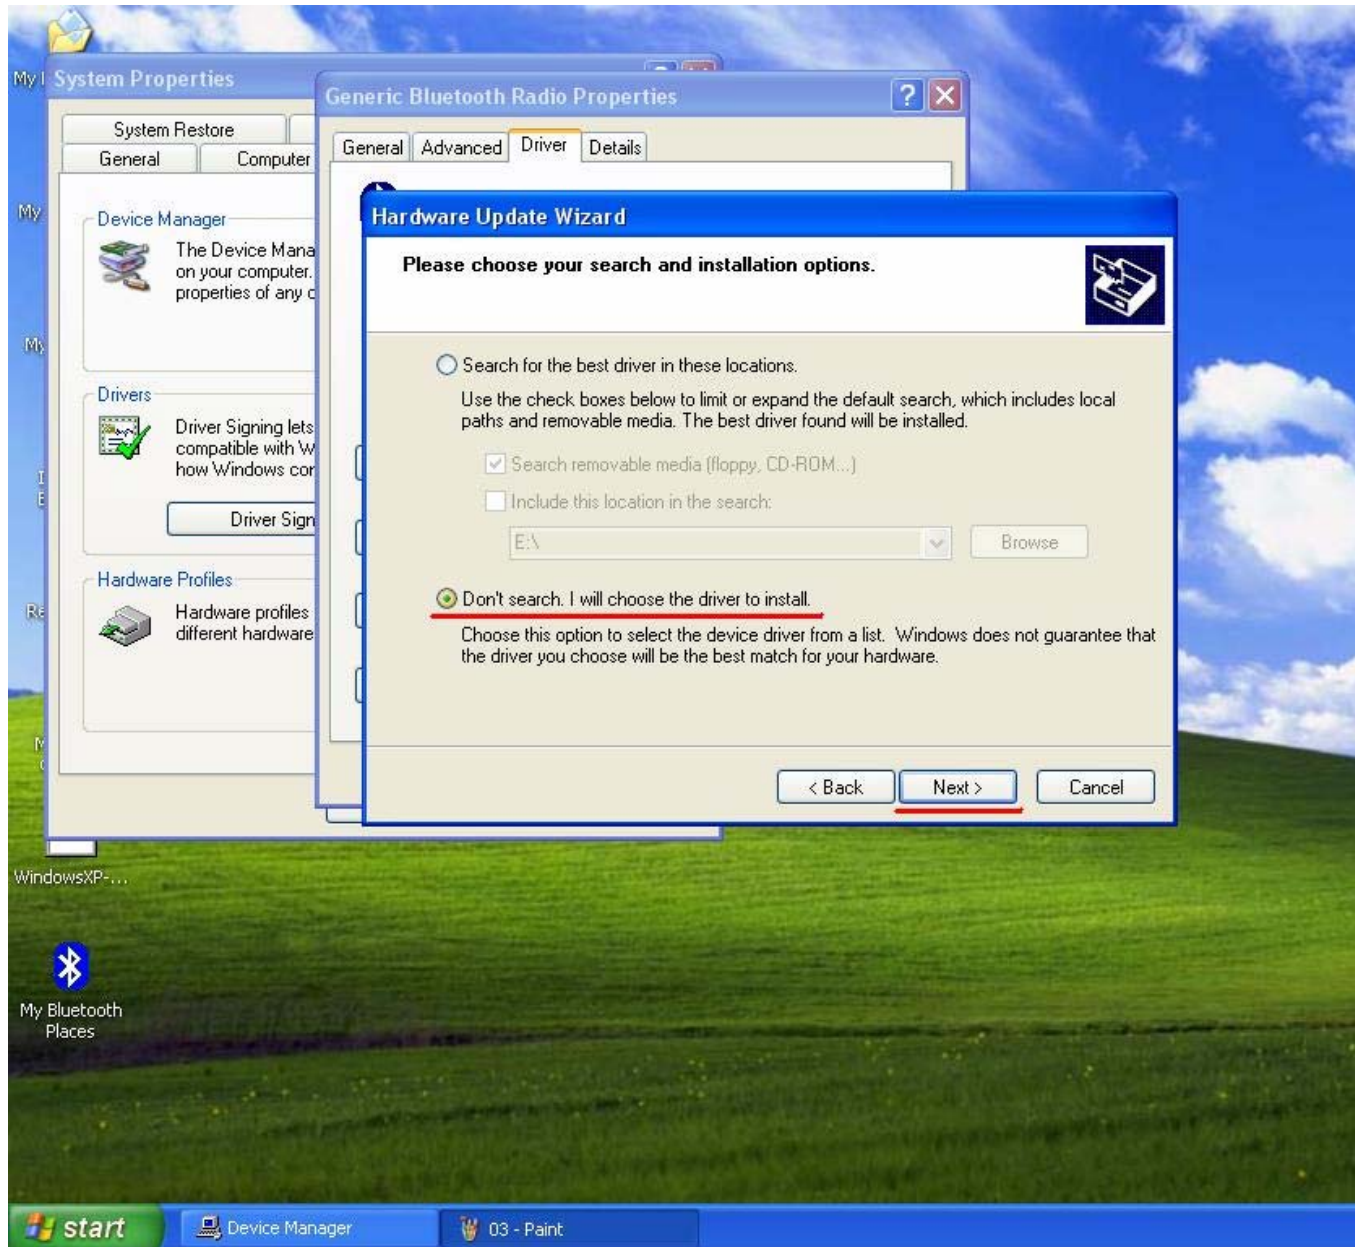 My
System Properties
System Restore
General
Computer
Device Manager
The Device Mana
on your computer.
properties of any
Drivers
Driver Signing lets
compatible with W
how Windows con
Driver Sign
Hardware Profiles
Hardware profiles
different hardware
Generic Bluetooth Radio Properties
General
Advanced
Driver
Details
Hardware Update Wizard
Please choose your search and installation options.
Search for the best driver in these locations.
Use the check boxes below to limit or expand the default search, which includes local
paths and removable media. The best driver found will be installed.
Search removable media (floppy, CD-ROM...)
Include this location in the search:
E:\
Browse
Don't search. I will choose the driver to install.
Choose this option to select the device driver from a list. Windows does not guarantee that
the driver you choose will be the best match for your hardware.
< Back
Next >
Cancel
My
My
Re
WindowsXP-...
My Bluetooth
Places
start
Device Manager
03 - Paint